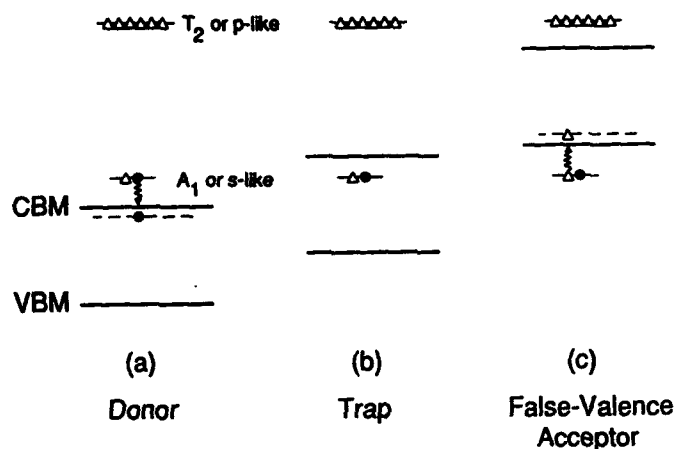 T2 or p-like
A1 or s-like
CBM
VBM
(a)
(b)
(c)
Donor
Trap
False-Valence
Acceptor